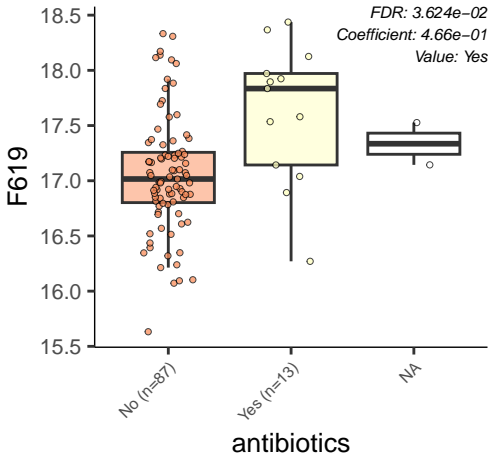 FDR: 3.624e−02
Coefficient: 4.66e−01
Value: Yes
F619
18.5
18.0
17.5
17.0
16.5
16.0
15.5
No (n=87)
Yes (n=13)
NA
antibiotics